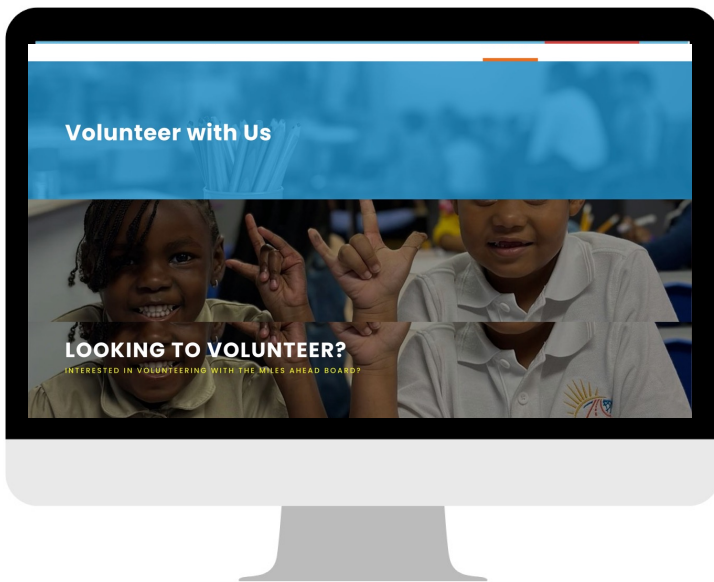 Volunteer with Us
LOOKING TO VOLUNTEER?
INTERESTED IN VOLUNTEERING WITH THE MILES AHEAD BOARD?